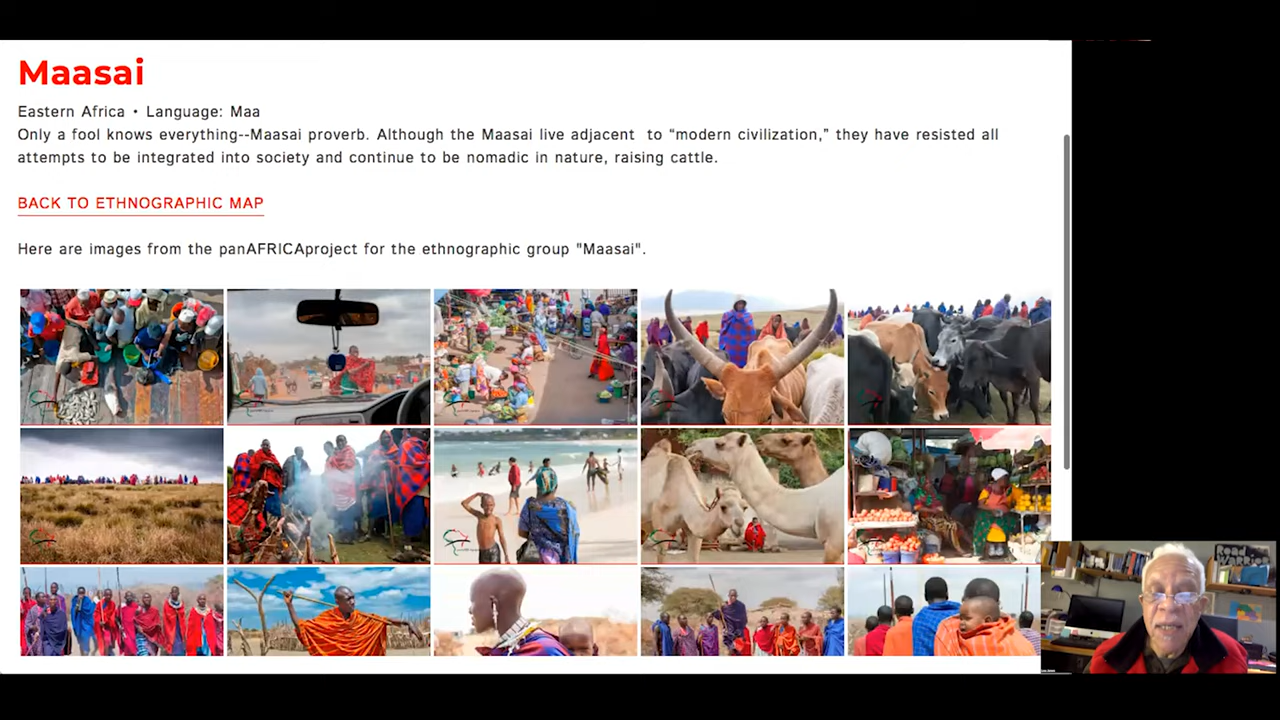 Maasai
Eastern Africa • Language: Maa
Only a fool knows everything--Maasai proverb. Although the Maasai live adjacent to “modern civilization,” they have resisted all
attempts to be integrated into society and continue to be nomadic in nature, raising cattle.
BACK TO ETHNOGRAPHIC MAP
Here are images from the panAFRICAproject for the ethnographic group "Maasai".
Road
Warrior